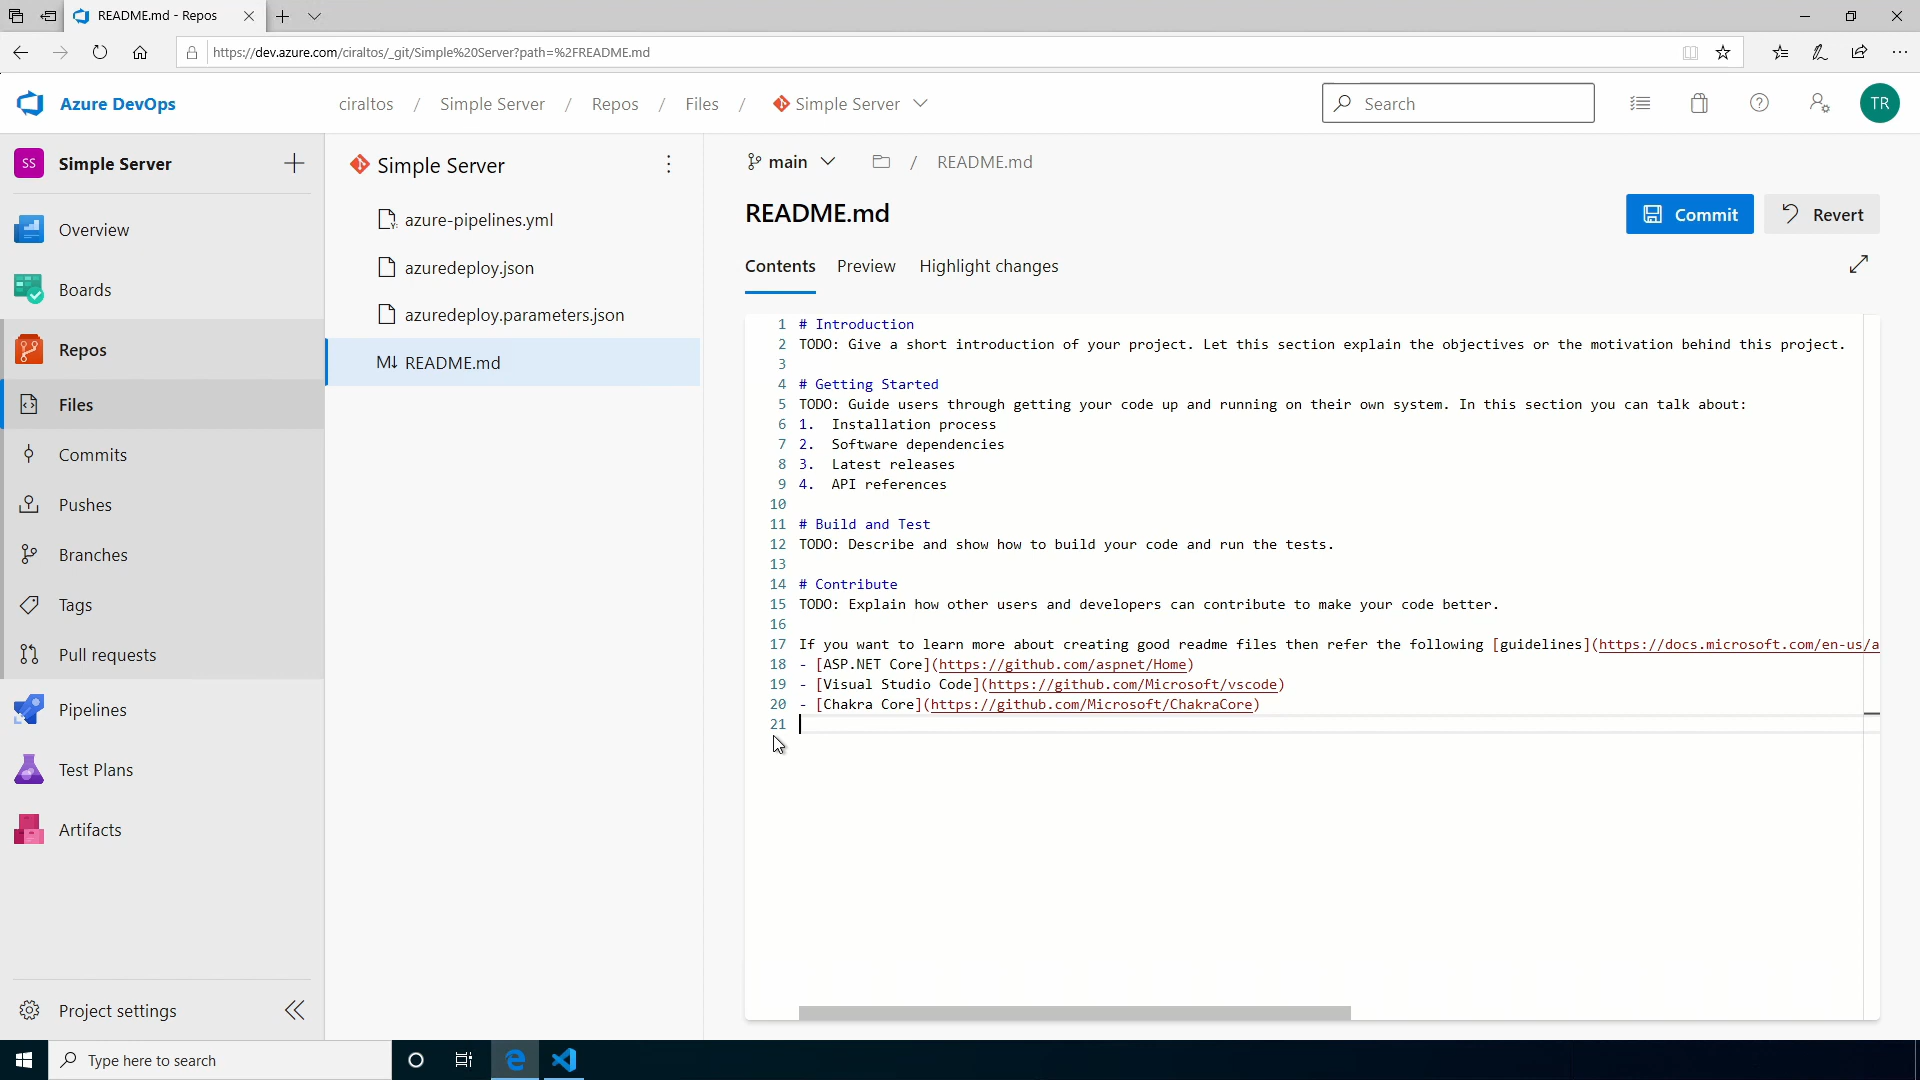 README.md - Repos
https://dev.azure.com/ciraltos/_git/Simple%20Server?path=%2FREADME.md
Azure DevOps
ciraltos / Simple Server / Repos / Files / Simple Server
Search
TR
SS Simple Server
Overview
Boards
Repos
Files
Commits
Pushes
Branches
Tags
Pull requests
Pipelines
Test Plans
Artifacts
Project settings
Simple Server
azure-pipelines.yml
azuredeploy.json
azuredeploy.parameters.json
README.md
main / README.md
README.md
Commit
Revert
Contents Preview Highlight changes
1 # Introduction
2 TODO: Give a short introduction of your project. Let this section explain the objectives or the motivation behind this project.
3
4 # Getting Started
5 TODO: Guide users through getting your code up and running on their own system. In this section you can talk about:
6 1. Installation process
7 2. Software dependencies
8 3. Latest releases
9 4. API references
10
11 # Build and Test
12 TODO: Describe and show how to build your code and run the tests.
13
14 # Contribute
15 TODO: Explain how other users and developers can contribute to make your code better.
16
17 If you want to learn more about creating good readme files then refer the following [guidelines](https://docs.microsoft.com/en-us/a
18 - [ASP.NET Core](https://github.com/aspnet/Home)
19 - [Visual Studio Code](https://github.com/Microsoft/vscode)
20 - [Chakra Core](https://github.com/Microsoft/ChakraCore)
21
Type here to search